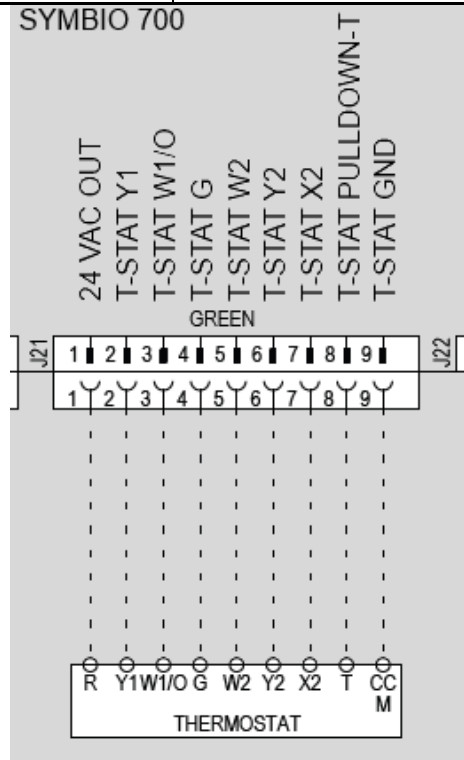 SYMBIO 700
24 VAC OUT
T-STAT Y1
T-STAT W1/O
T-STAT G
T-STAT W2
T-STAT Y2
T-STAT X2
T-STAT PULLDOWN-T
T-STAT GND
GREEN
J21
1 2 3 4 5 6 7 8 9
J22
1 2 3 4 5 6 7 8 9
R Y1 W1/O G W2 Y2 X2 T CC
M
THERMOSTAT